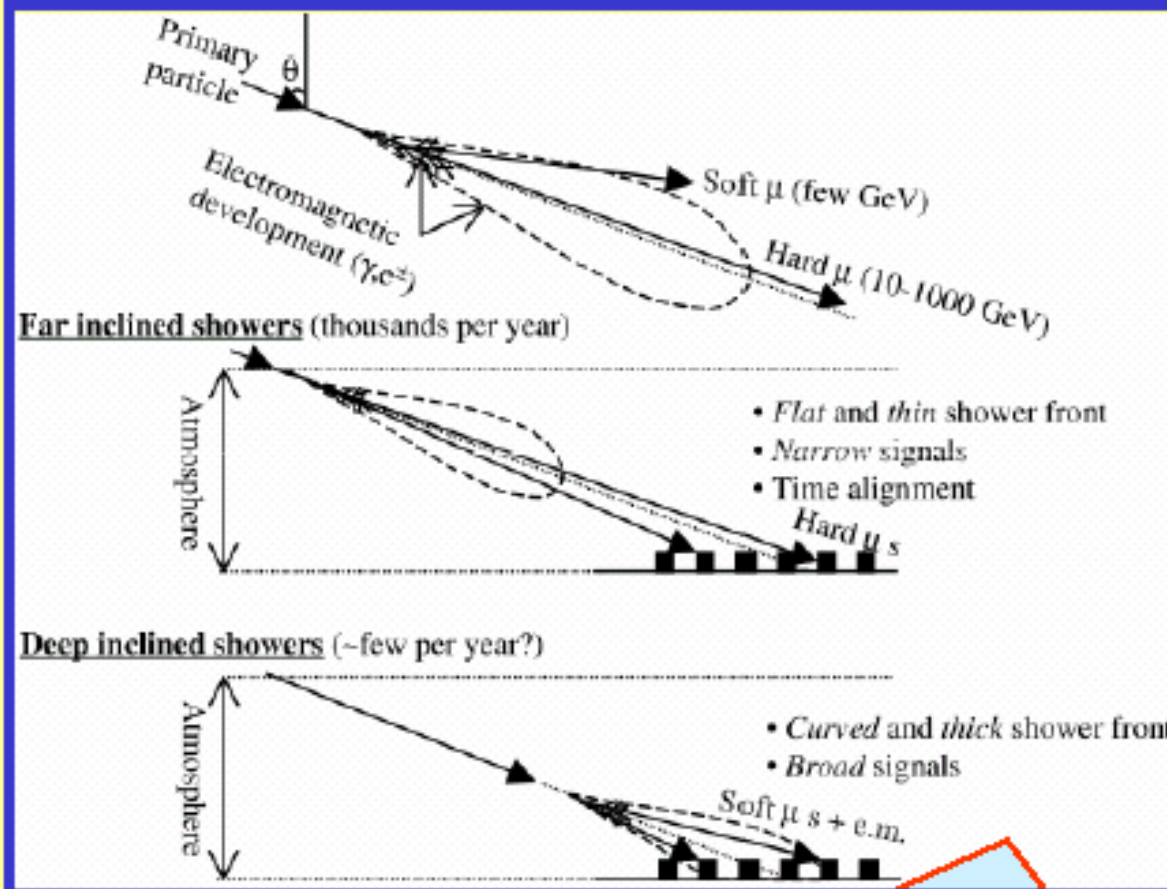 Primary
particle
θ
Electromagnetic
development (γ,e±)
Soft μ (few GeV)
Hard μ (10-1000 GeV)
Far inclined showers (thousands per year)
Atmosphere
• Flat and thin shower front
• Narrow signals
• Time alignment
Hard μ s
Deep inclined showers (~few per year?)
Atmosphere
• Curved and thick shower front
• Broad signals
Soft μ s + e.m.